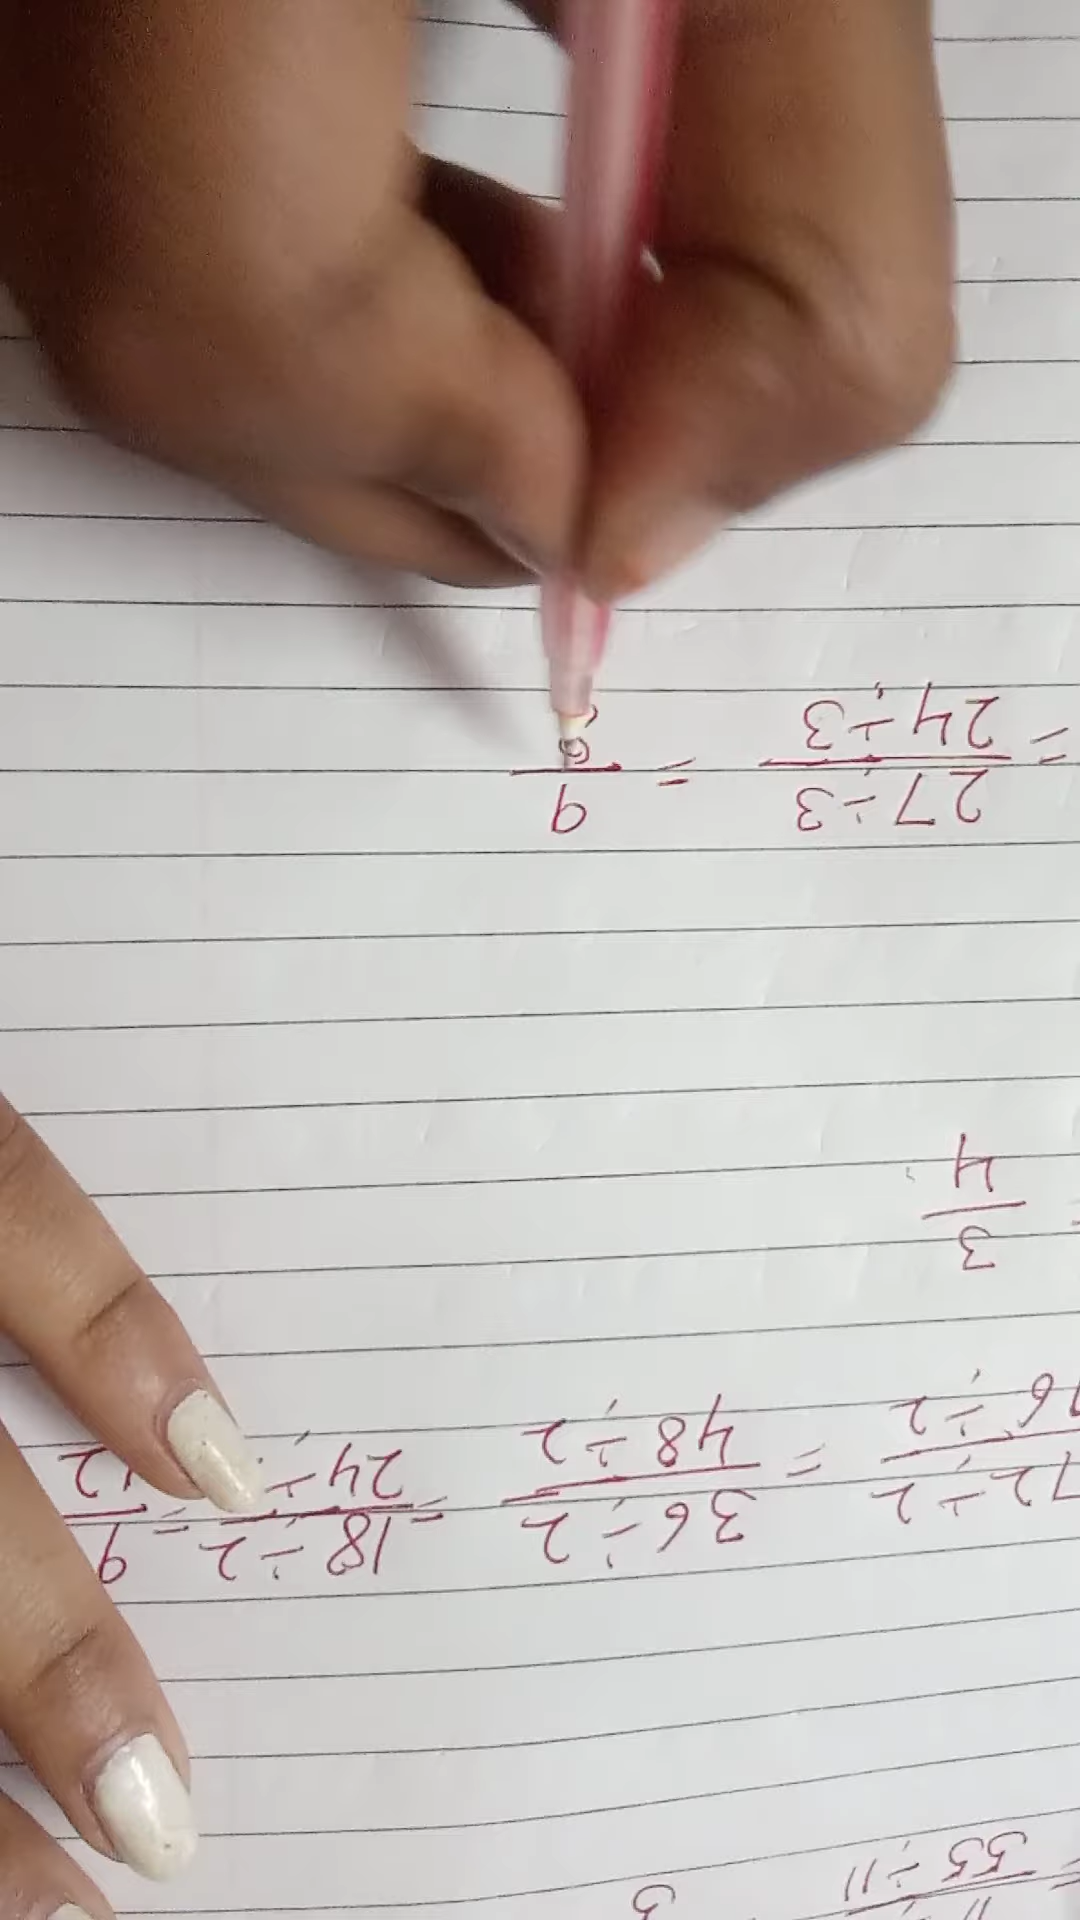 3
= 55 ÷ 11
72 ÷ 2 36 ÷ 2 18 ÷ 2 9
= = =
96 ÷ 2 48 ÷ 2 24 ÷ 12
3
=
4
27 ÷ 3 9
= =
24 ÷ 3 8